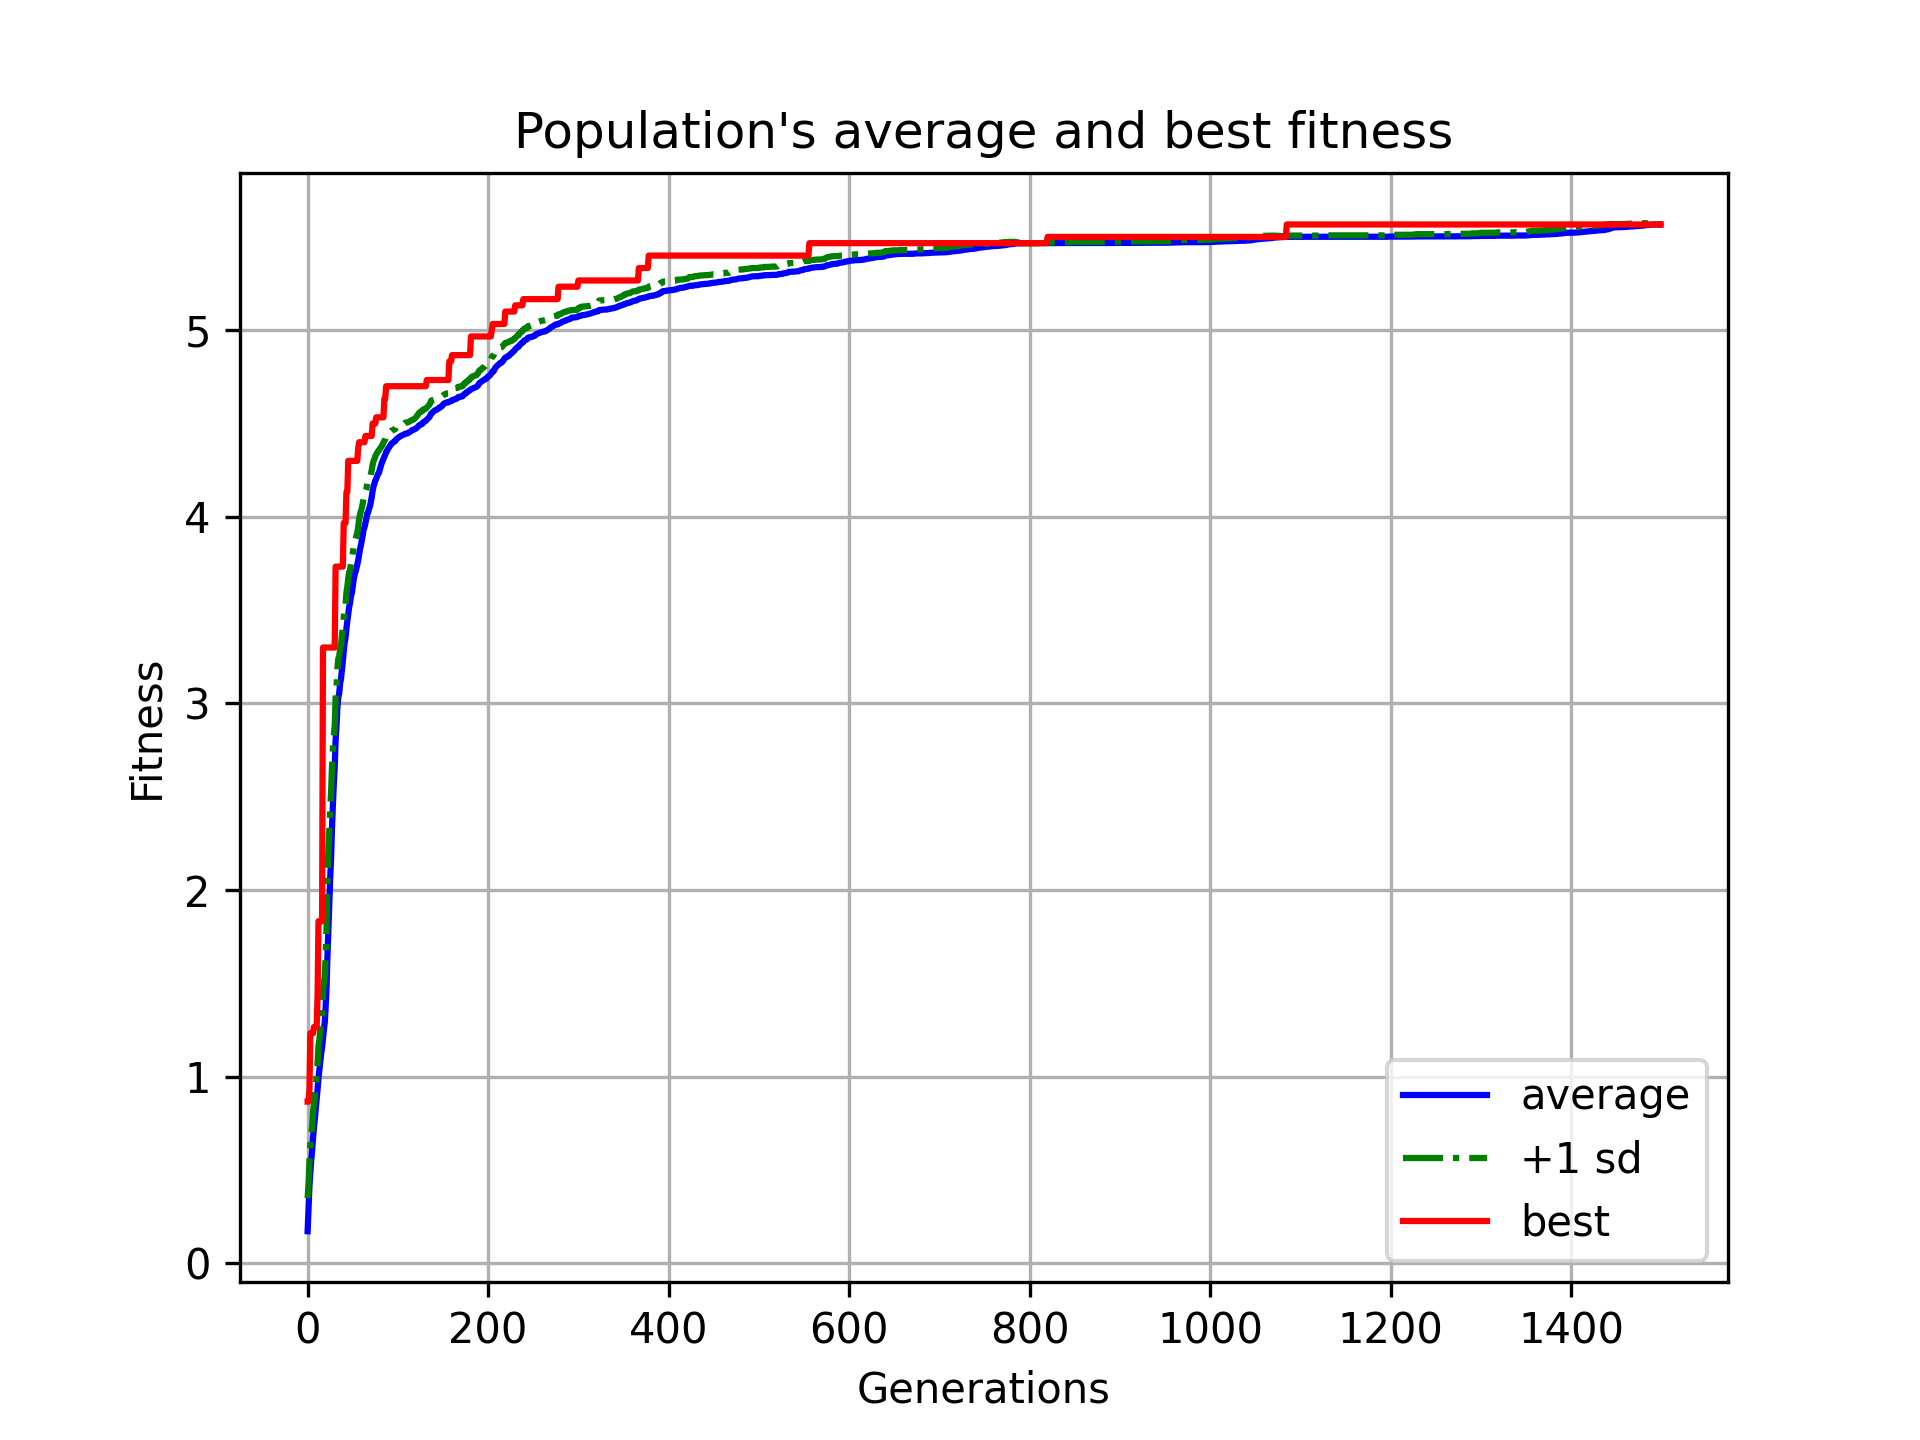 Population's average and best fitness
Fitness
5
4
3
2
1
0
0 200 400 600 800 1000 1200 1400
Generations
average
+1 sd
best